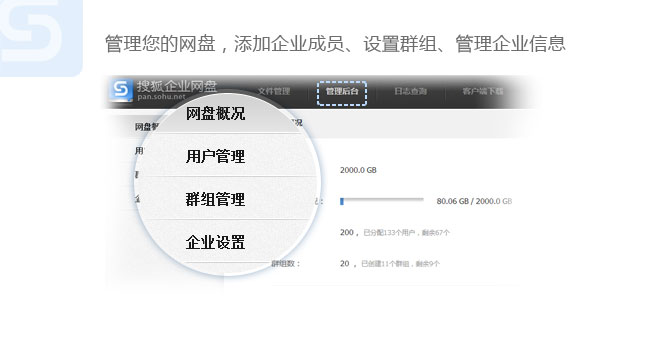 管理您的网盘，添加企业成员、设置群组、管理企业信息
搜狐企业网盘
pan.sohu.net
文件管理
管理后台
日志查询
客户端下载
网盘概况
用户管理
群组管理
企业设置
2000.0 GB
80.06 GB / 2000.0 GB
200 ，已分配133个用户，剩余67个
群组数： 20 ，已创建11个群组，剩余9个